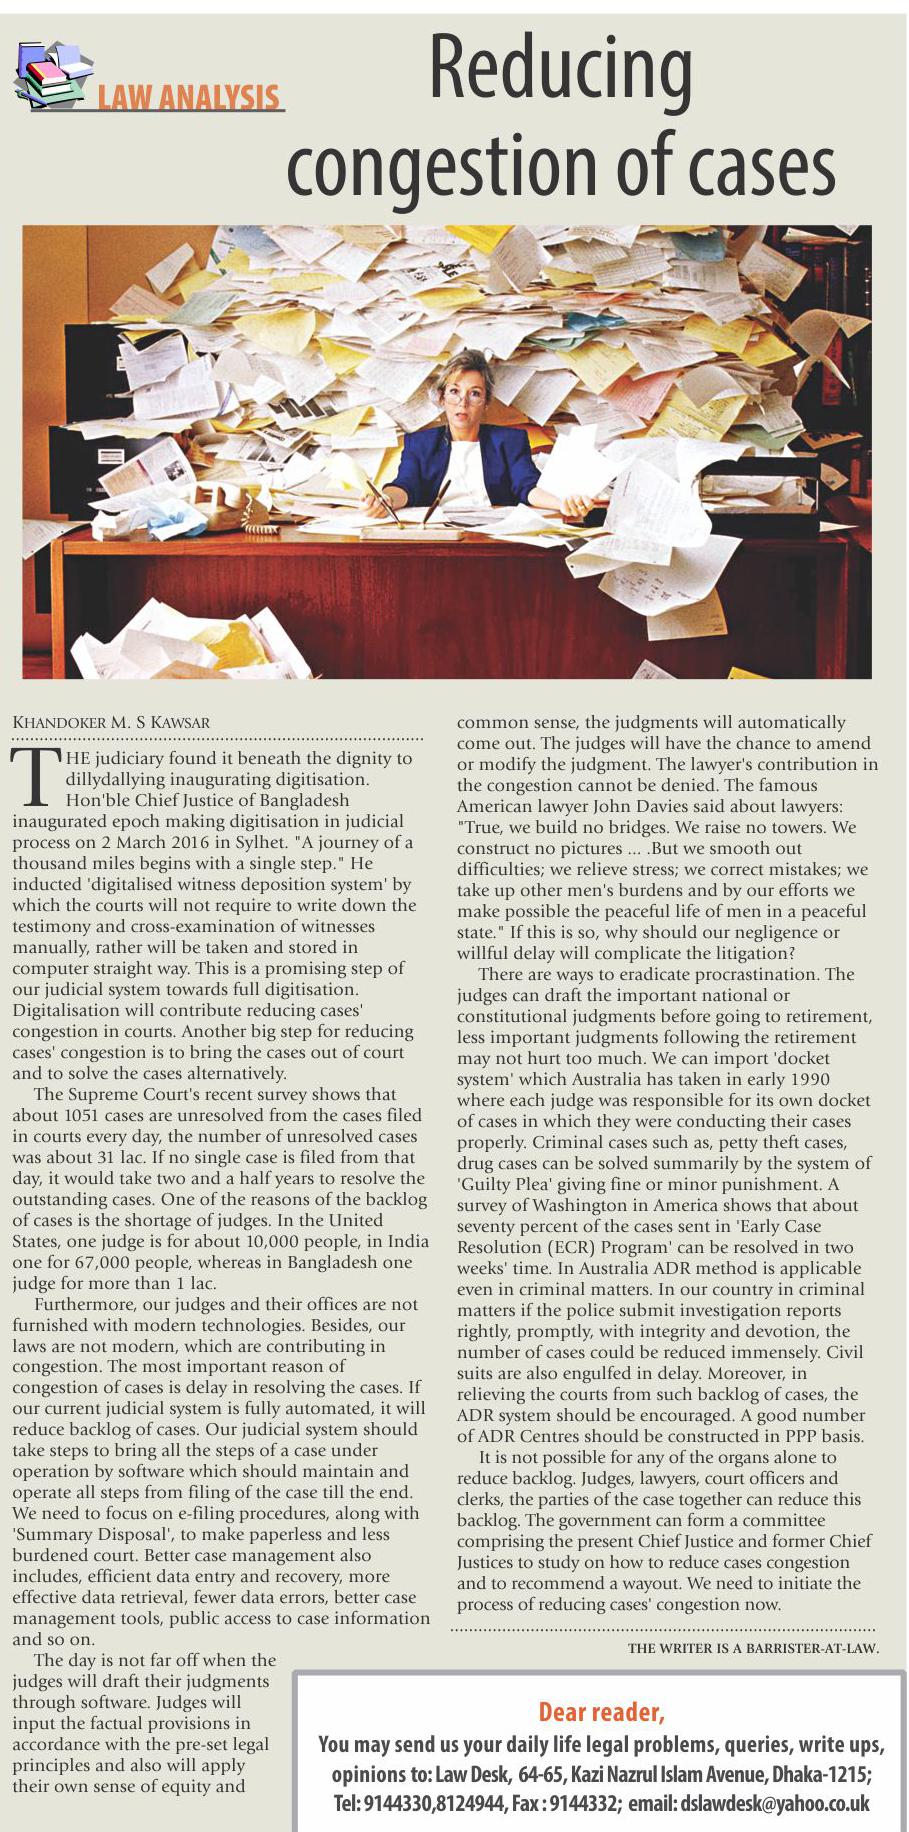 LAW ANALYSIS
Reducing
congestion of cases
KHANDOKER M. S KAWSAR
THE judiciary found it beneath the dignity to
dillydallying inaugurating digitisation.
Hon'ble Chief Justice of Bangladesh
inaugurated epoch making digitisation in judicial
process on 2 March 2016 in Sylhet. "A journey of a
thousand miles begins with a single step." He
inducted 'digitalised witness deposition system' by
which the courts will not require to write down the
testimony and cross-examination of witnesses
manually, rather will be taken and stored in
computer straight way. This is a promising step of
our judicial system towards full digitisation.
Digitalisation will contribute reducing cases'
congestion in courts. Another big step for reducing
cases' congestion is to bring the cases out of court
and to solve the cases alternatively.
The Supreme Court's recent survey shows that
about 1051 cases are unresolved from the cases filed
in courts every day, the number of unresolved cases
was about 31 lac. If no single case is filed from that
day, it would take two and a half years to resolve the
outstanding cases. One of the reasons of the backlog
of cases is the shortage of judges. In the United
States, one judge is for about 10,000 people, in India
one for 67,000 people, whereas in Bangladesh one
judge for more than 1 lac.
Furthermore, our judges and their offices are not
furnished with modern technologies. Besides, our
laws are not modern, which are contributing in
congestion. The most important reason of
congestion of cases is delay in resolving the cases. If
our current judicial system is fully automated, it will
reduce backlog of cases. Our judicial system should
take steps to bring all the steps of a case under
operation by software which should maintain and
operate all steps from filing of the case till the end.
We need to focus on e-filing procedures, along with
'Summary Disposal', to make paperless and less
burdened court. Better case management also
includes, efficient data entry and recovery, more
effective data retrieval, fewer data errors, better case
management tools, public access to case information
and so on.
The day is not far off when the
judges will draft their judgments
through software. Judges will
input the factual provisions in
accordance with the pre-set legal
principles and also will apply
their own sense of equity and
common sense, the judgments will automatically
come out. The judges will have the chance to amend
or modify the judgment. The lawyer's contribution in
the congestion cannot be denied. The famous
American lawyer John Davies said about lawyers:
"True, we build no bridges. We raise no towers. We
construct no pictures ... .But we smooth out
difficulties; we relieve stress; we correct mistakes; we
take up other men's burdens and by our efforts we
make possible the peaceful life of men in a peaceful
state." If this is so, why should our negligence or
willful delay will complicate the litigation?
There are ways to eradicate procrastination. The
judges can draft the important national or
constitutional judgments before going to retirement,
less important judgments following the retirement
may not hurt too much. We can import 'docket
system' which Australia has taken in early 1990
where each judge was responsible for its own docket
of cases in which they were conducting their cases
properly. Criminal cases such as, petty theft cases,
drug cases can be solved summarily by the system of
'Guilty Plea' giving fine or minor punishment. A
survey of Washington in America shows that about
seventy percent of the cases sent in 'Early Case
Resolution (ECR) Program' can be resolved in two
weeks' time. In Australia ADR method is applicable
even in criminal matters. In our country in criminal
matters if the police submit investigation reports
rightly, promptly, with integrity and devotion, the
number of cases could be reduced immensely. Civil
suits are also engulfed in delay. Moreover, in
relieving the courts from such backlog of cases, the
ADR system should be encouraged. A good number
of ADR Centres should be constructed in PPP basis.
It is not possible for any of the organs alone to
reduce backlog. Judges, lawyers, court officers and
clerks, the parties of the case together can reduce this
backlog. The government can form a committee
comprising the present Chief Justice and former Chief
Justices to study on how to reduce cases congestion
and to recommend a wayout. We need to initiate the
process of reducing cases' congestion now.
THE WRITER IS A BARRISTER-AT-LAW.
Dear reader,
You may send us your daily life legal problems, queries, write ups,
opinions to: Law Desk, 64-65, Kazi Nazrul Islam Avenue, Dhaka-1215;
Tel: 9144330,8124944, Fax : 9144332; email: dslawdesk@yahoo.co.uk